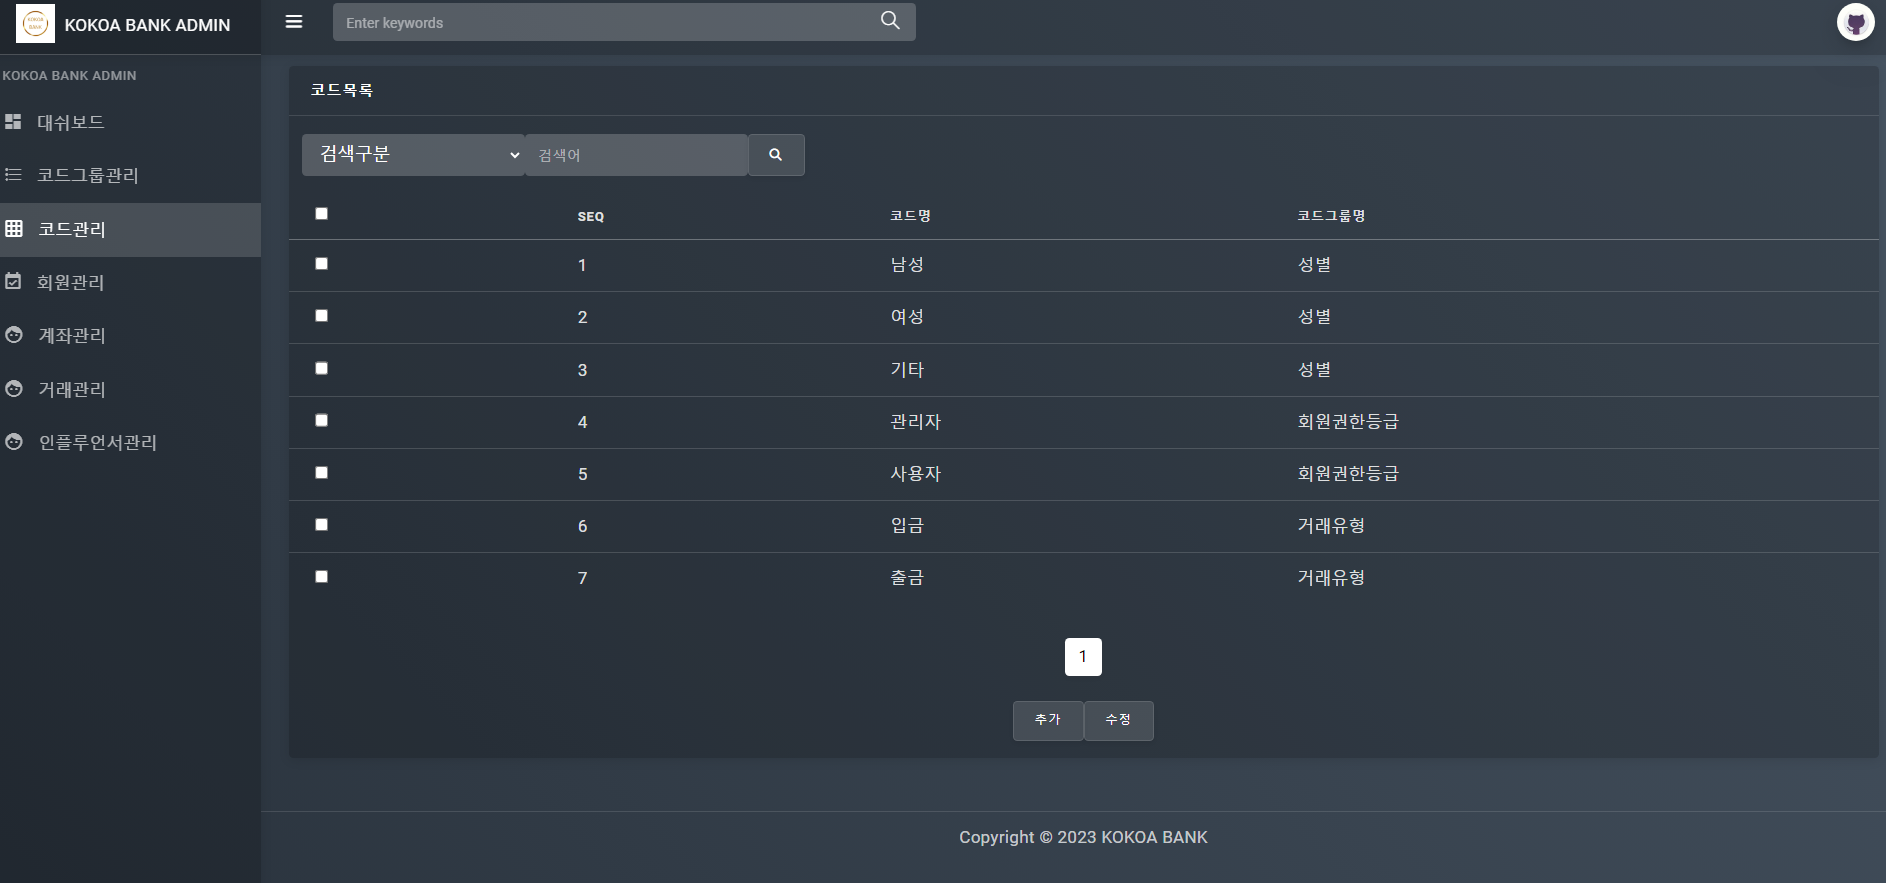 KOKOA BANK
KOKOA BANK ADMIN
Enter keywords
KOKOA BANK ADMIN
대쉬보드
코드그룹관리
코드관리
회원관리
계좌관리
거래관리
인플루언서관리
코드목록
검색구분 검색어
SEQ 코드명 코드그룹명
1 남성 성별
2 여성 성별
3 기타 성별
4 관리자 회원권한등급
5 사용자 회원권한등급
6 입금 거래유형
7 출금 거래유형
1
추가 수정
Copyright © 2023 KOKOA BANK